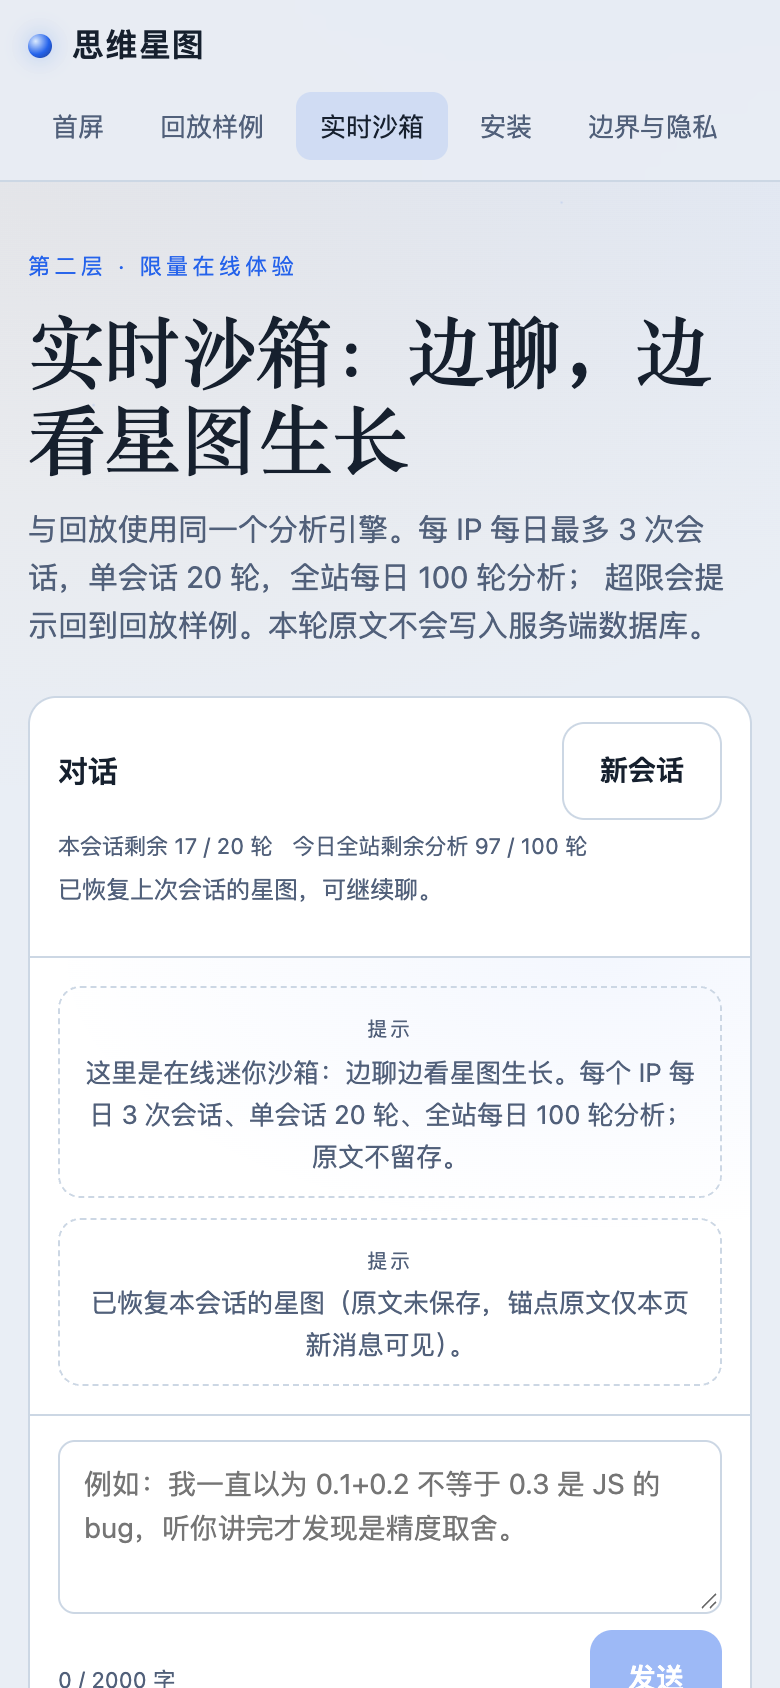 思维星图
首屏 回放样例 实时沙箱 安装 边界与隐私
第二层 · 限量在线体验
实时沙箱：边聊，边
看星图生长
与回放使用同一个分析引擎。每 IP 每日最多 3 次会
话，单会话 20 轮，全站每日 100 轮分析； 超限会提
示回到回放样例。本轮原文不会写入服务端数据库。
对话
新会话
本会话剩余 17 / 20 轮 今日全站剩余分析 97 / 100 轮
已恢复上次会话的星图，可继续聊。
提示
这里是在线迷你沙箱：边聊边看星图生长。每个 IP 每
日 3 次会话、单会话 20 轮、全站每日 100 轮分析；
原文不留存。
提示
已恢复本会话的星图（原文未保存，锚点原文仅本页
新消息可见）。
例如：我一直以为 0.1+0.2 不等于 0.3 是 JS 的
bug，听你讲完才发现是精度取舍。
0 / 2000 字
发送